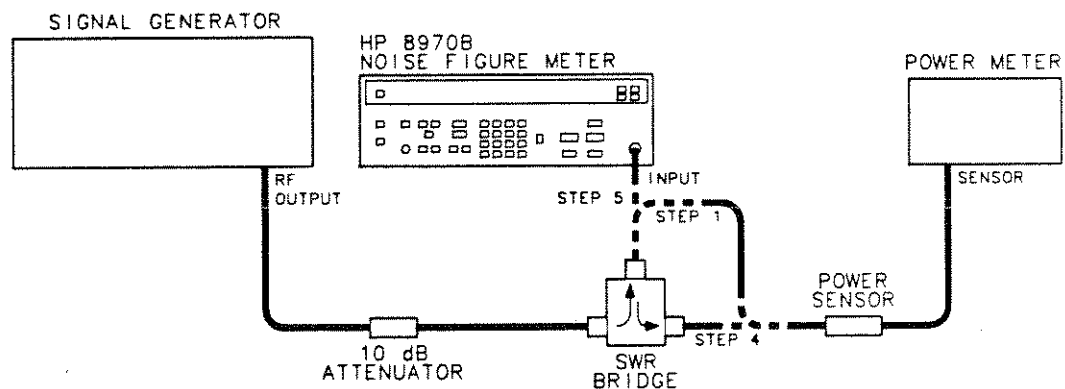 SIGNAL GENERATOR
HP 8970B
NOISE FIGURE METER
POWER METER
RF
OUTPUT
INPUT
SENSOR
STEP 5
STEP 1
POWER
SENSOR
STEP 4
10 dB
ATTENUATOR
SWR
BRIDGE